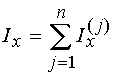 $I_x = \sum_{j=1}^{n} I_x^{(j)}$